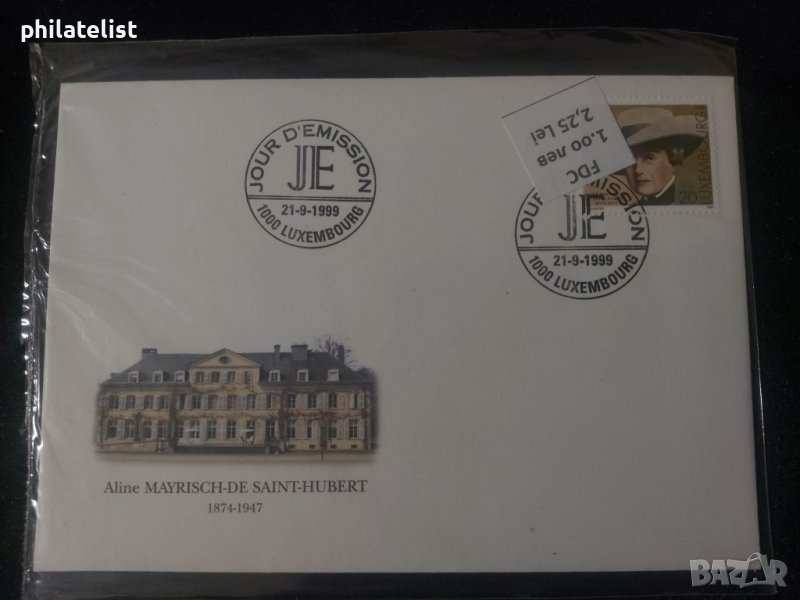 philatelist
JOUR D'EMISSION
JE
21-9-1999
1000 LUXEMBOURG
FDC
1.00 лев
2,25 Lei
LUXEMBOURG
20
JOUR D'EMISSION
JE
21-9-1999
1000 LUXEMBOURG
Aline MAYRISCH-DE SAINT-HUBERT
1874-1947
BAZAR